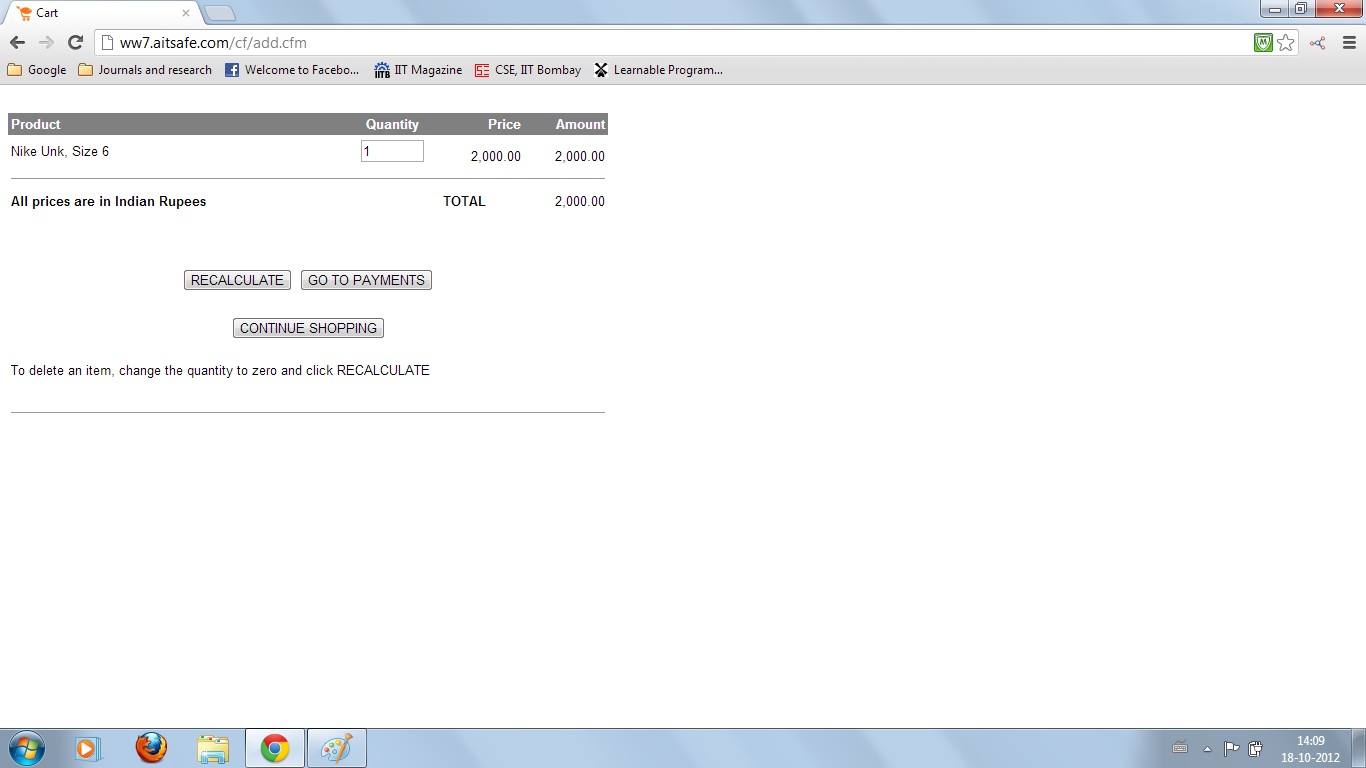 Cart
ww7.aitsafe.com/cf/add.cfm
Google Journals and research Welcome to Facebo... IIT Magazine CSE, IIT Bombay Learnable Program...
Product Quantity Price Amount
Nike Unk, Size 6 1 2,000.00 2,000.00
All prices are in Indian Rupees TOTAL 2,000.00
RECALCULATE GO TO PAYMENTS
CONTINUE SHOPPING
To delete an item, change the quantity to zero and click RECALCULATE
14:09
18-10-2012